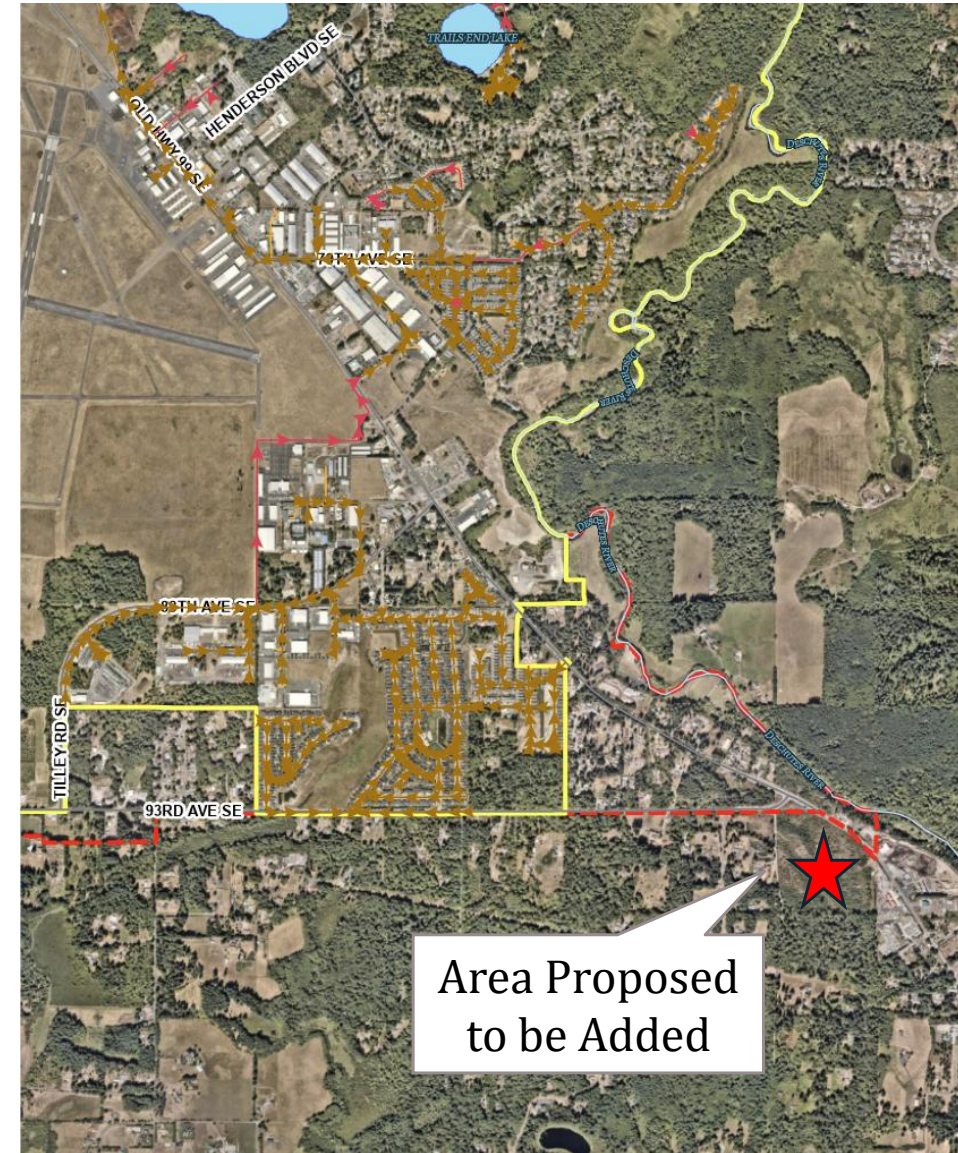 TRAILS END LAKE
HENDERSON BLVD SE
OLD HWY 99 SE
DESCHUTES RIVER
79TH AVE SE
DESCHUTES RIVER
DESCHUTES RIVER
88TH AVE SE
TILLEY RD SE
DESCHUTES RIVER
93RD AVE SE
Area Proposed
to be Added